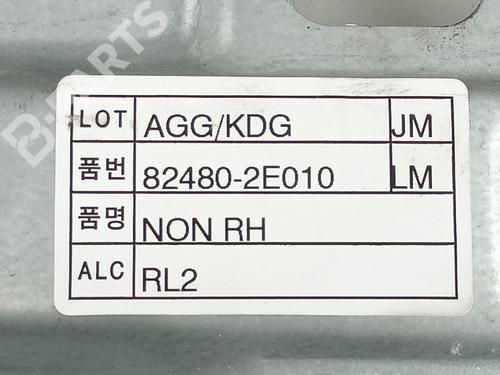 B-PARTS
LOT AGG/KDG JM
품번 82480-2E010 LM
품명 NON RH
ALC RL2